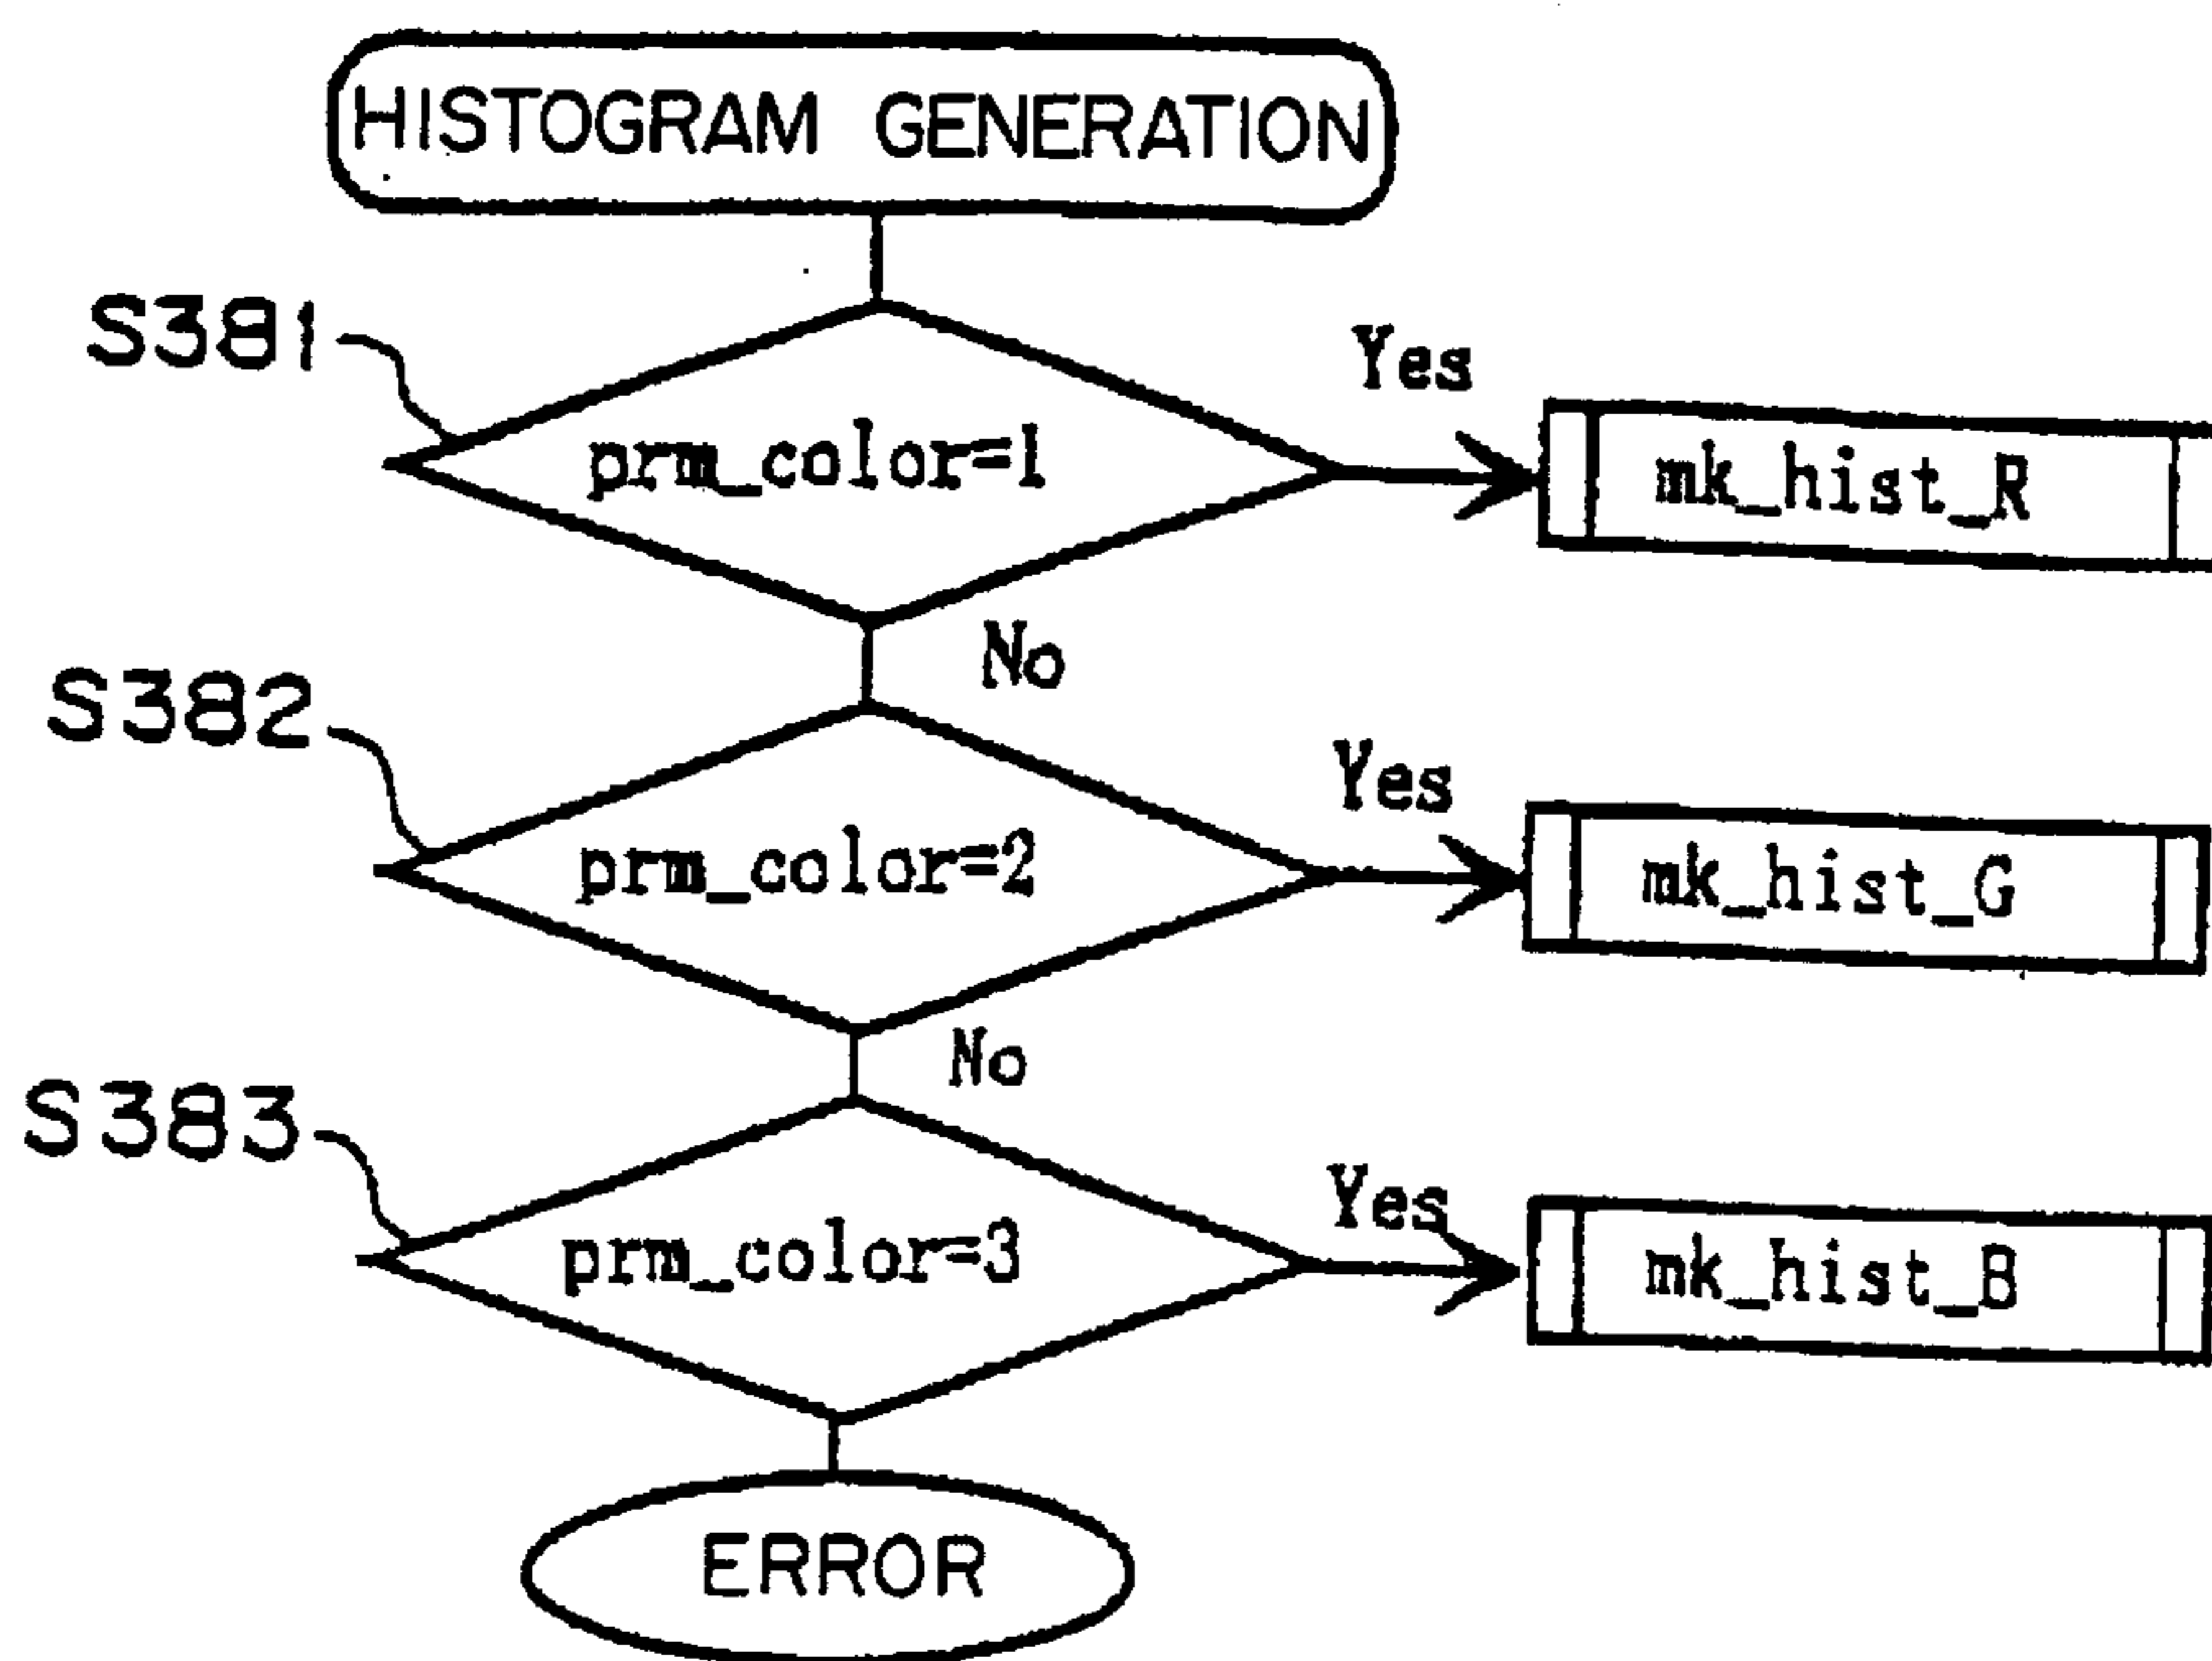 HISTOGRAM GENERATION
S381
Yes
prm_color=1
mk_hist_R
No
S382
Yes
prm_color=2
mk_hist_G
No
S383
Yes
prm_color=3
mk_hist_B
ERROR